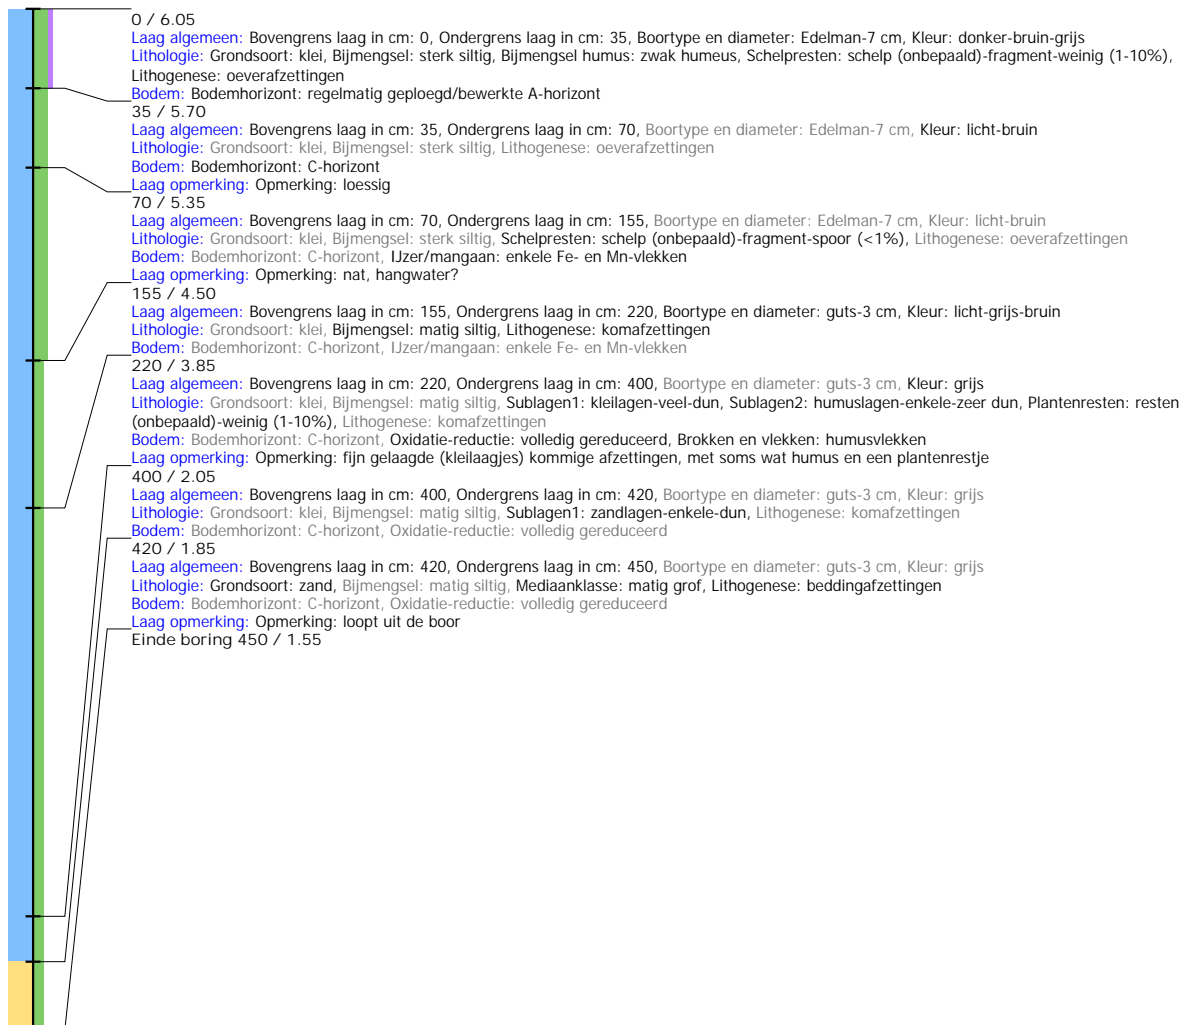 0 / 6.05
Laag algemeen: Bovengrens laag in cm: 0, Ondergrens laag in cm: 35, Boortype en diameter: Edelman-7 cm, Kleur: donker-bruin-grijs
Lithologie: Grondsoort: klei, Bijmengsel: sterk siltig, Bijmengsel humus: zwak humeus, Schelpresten: schelp (onbepaald)-fragment-weinig (1-10%),
Lithogenese: oeverafzettingen
Bodem: Bodemhorizont: regelmatig geploegd/bewerkte A-horizont
35 / 5.70
Laag algemeen: Bovengrens laag in cm: 35, Ondergrens laag in cm: 70, Boortype en diameter: Edelman-7 cm, Kleur: licht-bruin
Lithologie: Grondsoort: klei, Bijmengsel: sterk siltig, Lithogenese: oeverafzettingen
Bodem: Bodemhorizont: C-horizont
Laag opmerking: Opmerking: loessig
70 / 5.35
Laag algemeen: Bovengrens laag in cm: 70, Ondergrens laag in cm: 155, Boortype en diameter: Edelman-7 cm, Kleur: licht-bruin
Lithologie: Grondsoort: klei, Bijmengsel: sterk siltig, Schelpresten: schelp (onbepaald)-fragment-spoor (<1%), Lithogenese: oeverafzettingen
Bodem: Bodemhorizont: C-horizont, IJzer/mangaan: enkele Fe- en Mn-vlekken
Laag opmerking: Opmerking: nat, hangwater?
155 / 4.50
Laag algemeen: Bovengrens laag in cm: 155, Ondergrens laag in cm: 220, Boortype en diameter: guts-3 cm, Kleur: licht-grijs-bruin
Lithologie: Grondsoort: klei, Bijmengsel: matig siltig, Lithogenese: komafzettingen
Bodem: Bodemhorizont: C-horizont, IJzer/mangaan: enkele Fe- en Mn-vlekken
220 / 3.85
Laag algemeen: Bovengrens laag in cm: 220, Ondergrens laag in cm: 400, Boortype en diameter: guts-3 cm, Kleur: grijs
Lithologie: Grondsoort: klei, Bijmengsel: matig siltig, Sublagen1: kleilagen-veel-dun, Sublagen2: humuslagen-enkele-zeer dun, Plantenresten: resten
(onbepaald)-weinig (1-10%), Lithogenese: komafzettingen
Bodem: Bodemhorizont: C-horizont, Oxidatie-reductie: volledig gereduceerd, Brokken en vlekken: humusvlekken
Laag opmerking: Opmerking: fijn gelaagde (kleilaagjes) kommige afzettingen, met soms wat humus en een plantenrestje
400 / 2.05
Laag algemeen: Bovengrens laag in cm: 400, Ondergrens laag in cm: 420, Boortype en diameter: guts-3 cm, Kleur: grijs
Lithologie: Grondsoort: klei, Bijmengsel: matig siltig, Sublagen1: zandlagen-enkele-dun, Lithogenese: komafzettingen
Bodem: Bodemhorizont: C-horizont, Oxidatie-reductie: volledig gereduceerd
420 / 1.85
Laag algemeen: Bovengrens laag in cm: 420, Ondergrens laag in cm: 450, Boortype en diameter: guts-3 cm, Kleur: grijs
Lithologie: Grondsoort: zand, Bijmengsel: matig siltig, Mediaanklasse: matig grof, Lithogenese: beddingafzettingen
Bodem: Bodemhorizont: C-horizont, Oxidatie-reductie: volledig gereduceerd
Laag opmerking: Opmerking: loopt uit de boor
Einde boring 450 / 1.55